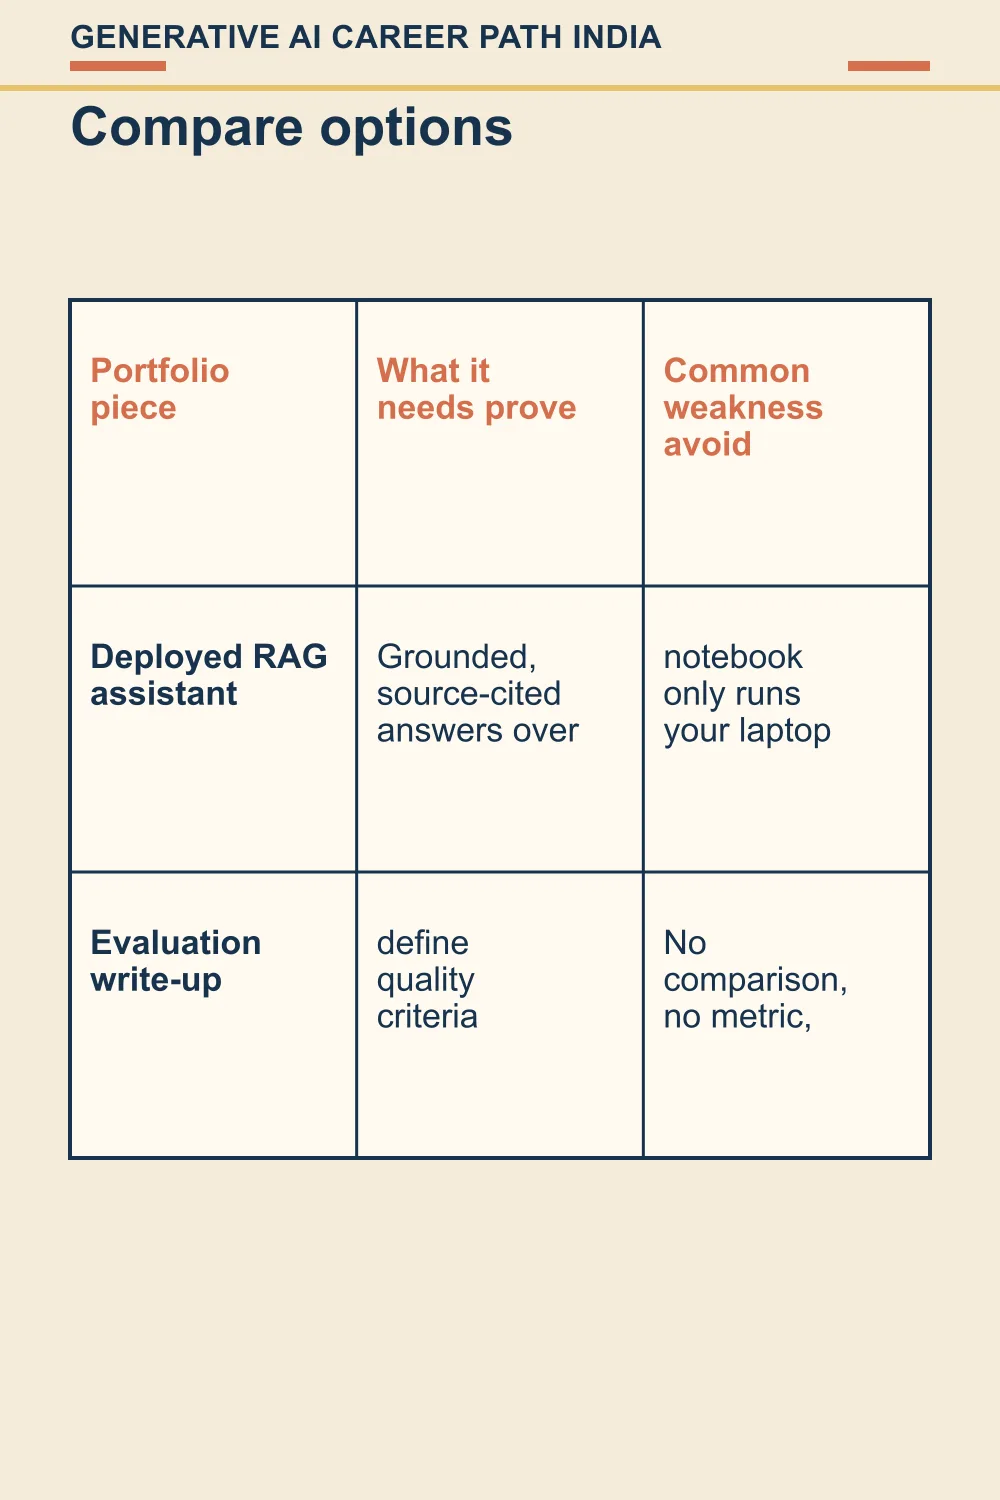 GENERATIVE AI CAREER PATH INDIA
Compare options
Portfolio
piece
What it
needs prove
Common
weakness
avoid
Deployed RAG
assistant
Grounded,
source-cited
answers over
notebook
only runs
your laptop
Evaluation
write-up
define
quality
criteria
No
comparison,
no metric,